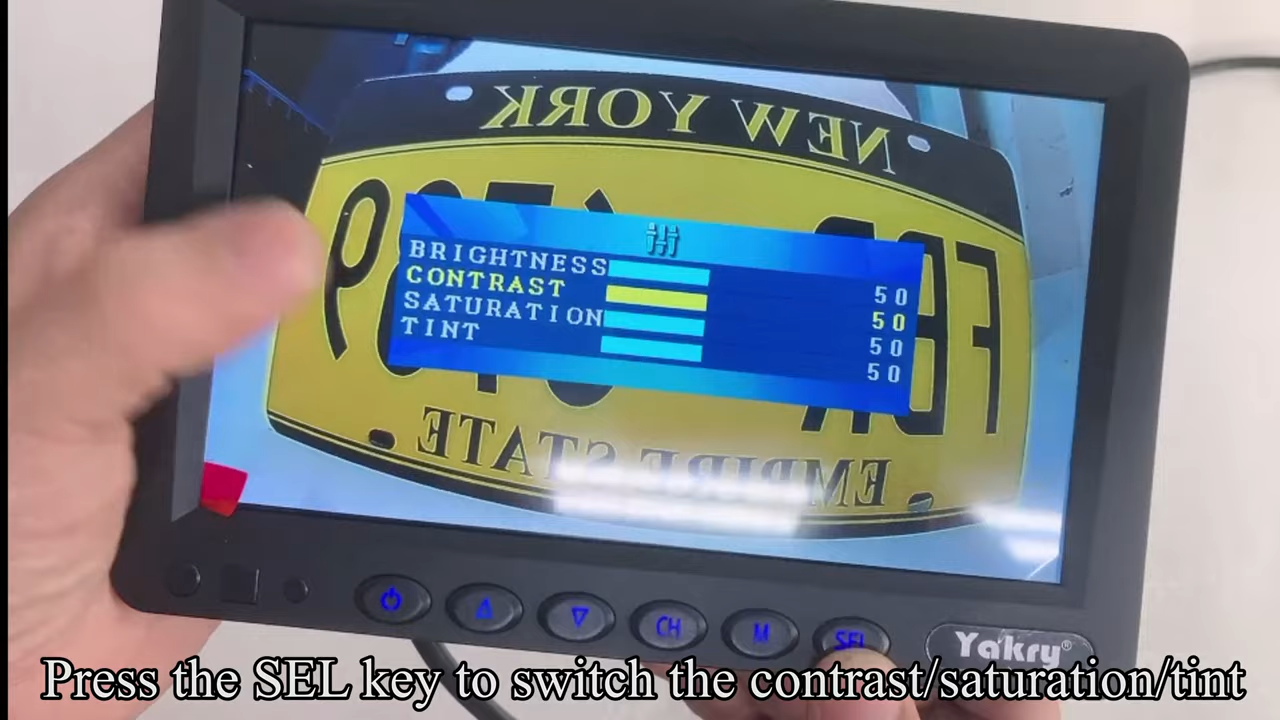 NEW YORK
BRIGHTNESS 50
CONTRAST 50
SATURATION 50
TINT 50
EMPIRE STATE
CH M SEL Yakry®
Press the SEL key to switch the contrast/saturation/tint